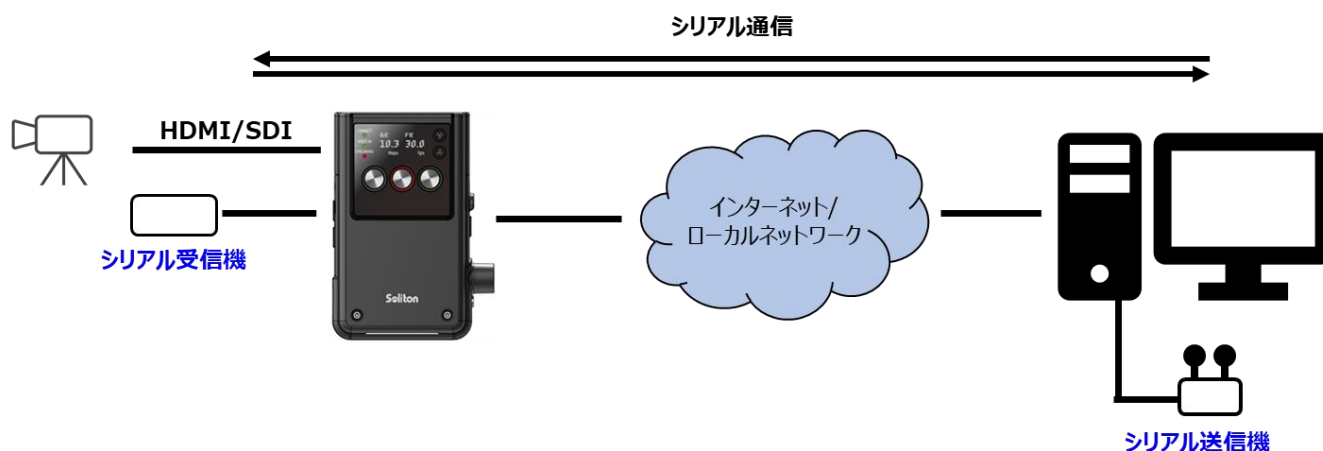 シリアル通信
HDMI/SDI
シリアル受信機
10.3 30.0
Mbps fps
Soliton
インターネット/
ローカルネットワーク
シリアル送信機